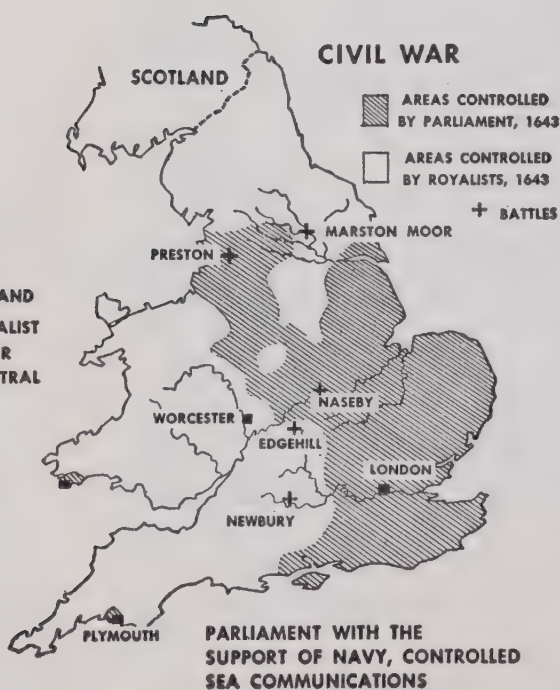 CIVIL WAR
SCOTLAND
AREAS CONTROLLED
BY PARLIAMENT, 1643
AREAS CONTROLLED
BY ROYALISTS, 1643
+ BATTLES
MARSTON MOOR
PRESTON
AND
ALIST
R
TRAL
NASEBY
WORCESTER
EDGEHILL
LONDON
NEWBURY
PLYMOUTH
PARLIAMENT WITH THE
SUPPORT OF NAVY, CONTROLLED
SEA COMMUNICATIONS